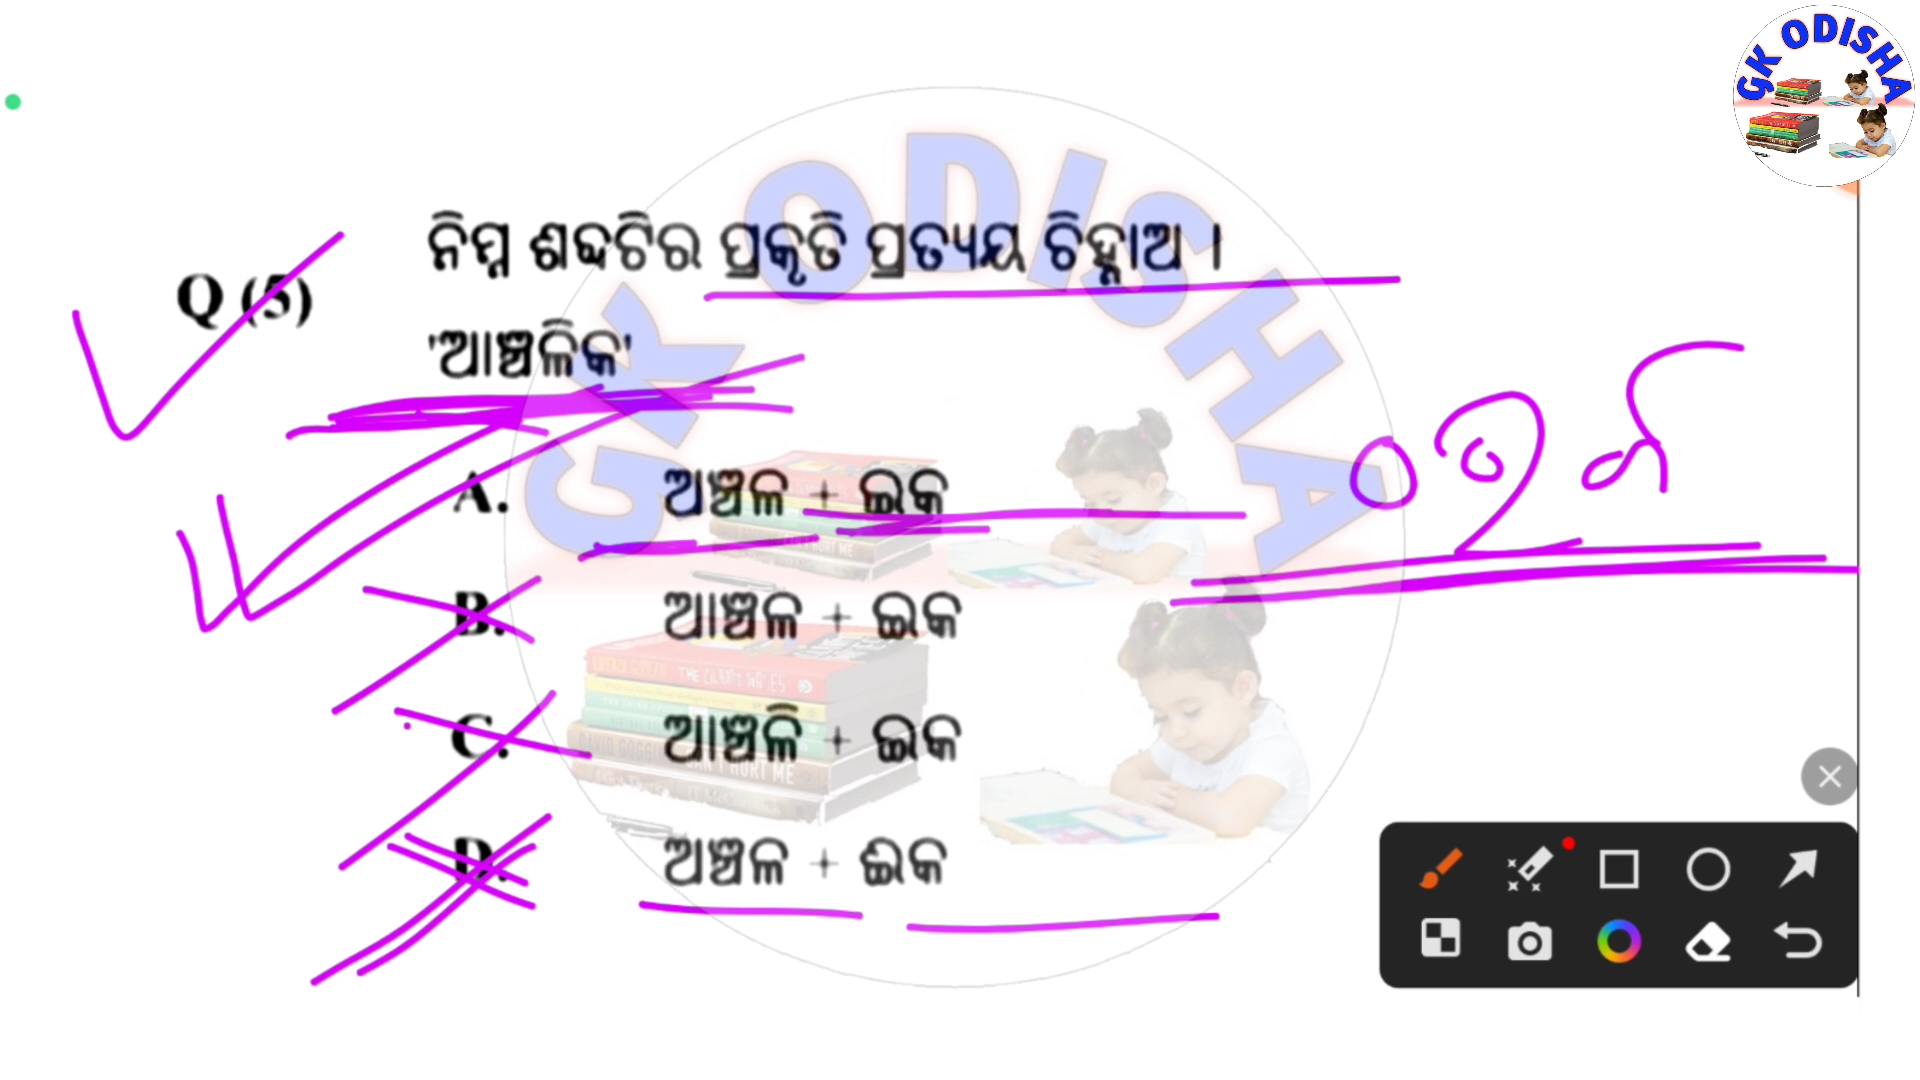 GK ODISHA
ନିମ୍ନ ଶବ୍ଦଟିର ପ୍ରକୃତି ପ୍ରତ୍ୟୟ ଚିହ୍ନାଅ ।
Q (5)
'ଆଞ୍ଚଳିକ'
A. ଅଞ୍ଚଳ + ଇକ
B. ଆଞ୍ଚଳ + ଇକ
C. ଆଞ୍ଚଳି + ଇକ
D. ଅଞ୍ଚଳ + ଈକ
GK ODISHA